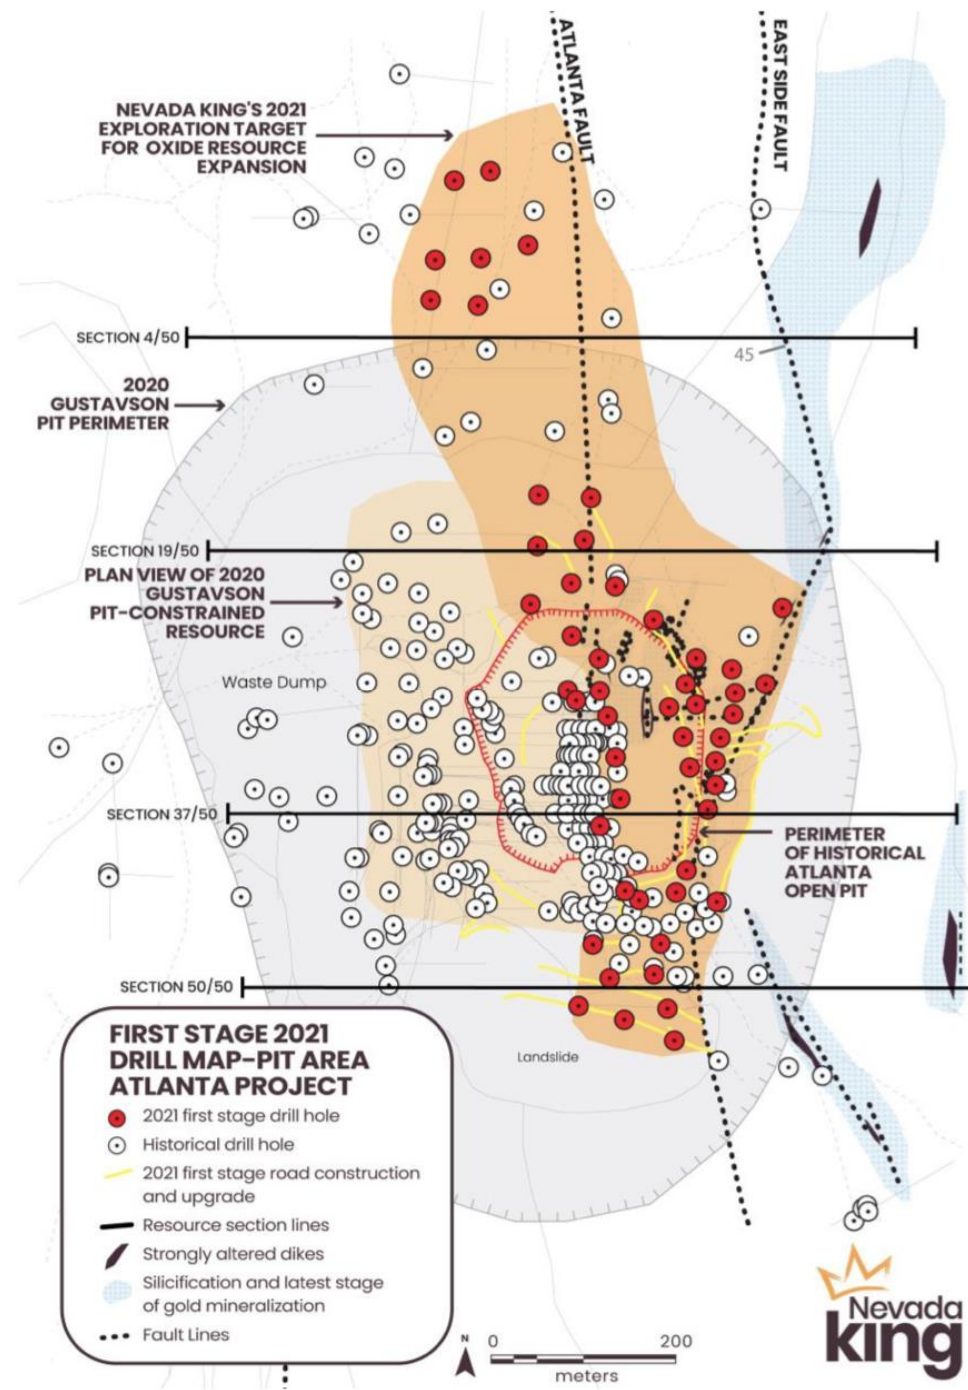 ATLANTA FAULT
EAST SIDE FAULT
NEVADA KING'S 2021
EXPLORATION TARGET
FOR OXIDE RESOURCE
EXPANSION
SECTION 4/50
45
2020
GUSTAVSON
PIT PERIMETER
SECTION 19/50
PLAN VIEW OF 2020
GUSTAVSON
PIT-CONSTRAINED
RESOURCE
Waste Dump
SECTION 37/50
PERIMETER
OF HISTORICAL
ATLANTA
OPEN PIT
SECTION 50/50
Landslide
FIRST STAGE 2021
DRILL MAP-PIT AREA
ATLANTA PROJECT
2021 first stage drill hole
Historical drill hole
2021 first stage road construction
and upgrade
Resource section lines
Strongly altered dikes
Silicification and latest stage
of gold mineralization
Fault Lines
N
0 200
meters
Nevada
king